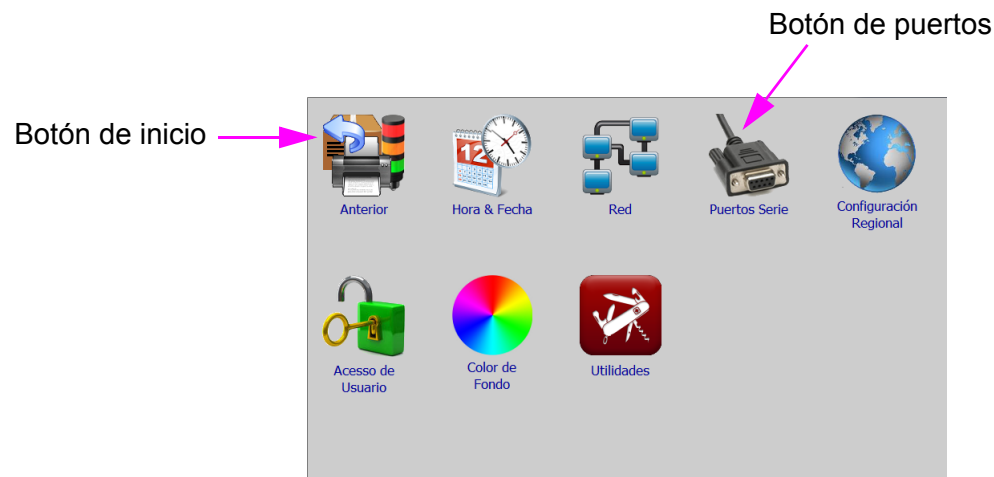 Botón de puertos
Botón de inicio
12
Anterior
Hora & Fecha
Red
Puertos Serie
Configuración
Regional
Acesso de
Usuario
Color de
Fondo
Utilidades